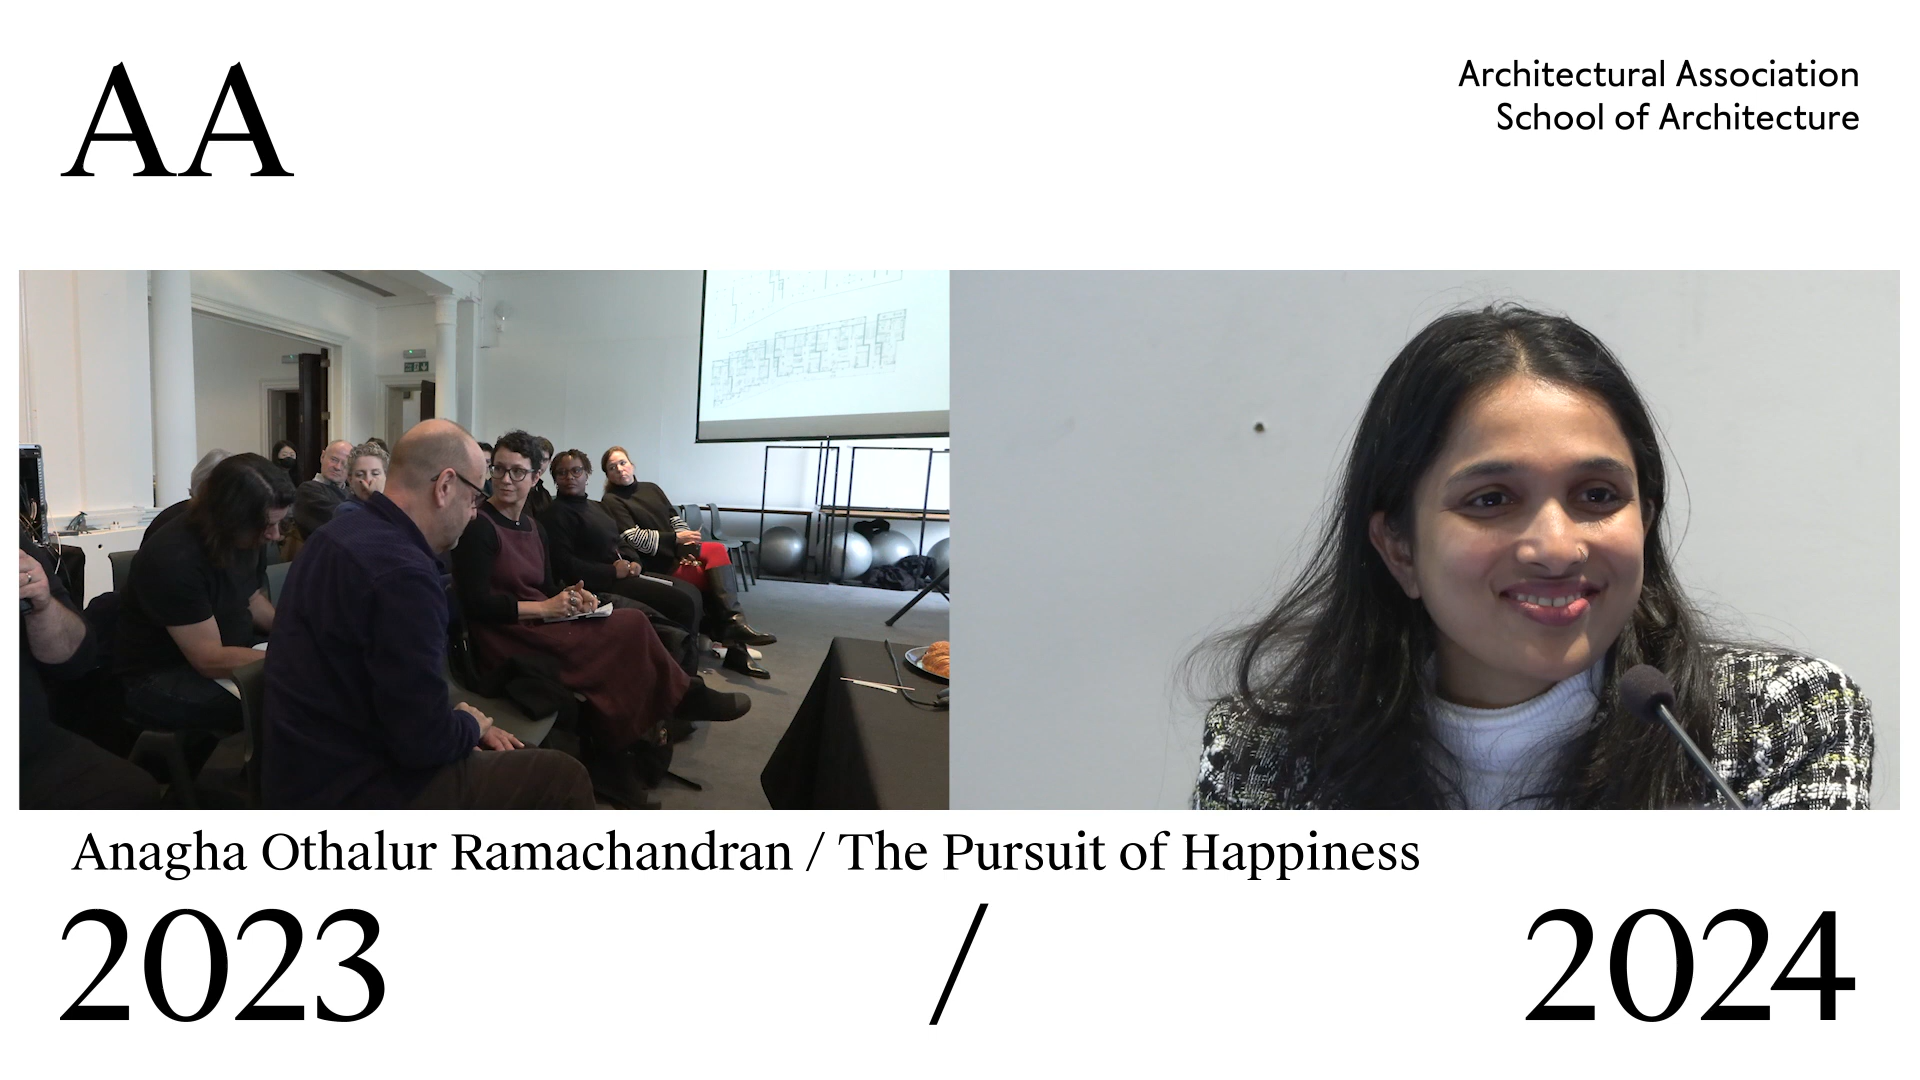 AA
Architectural Association
School of Architecture
Anagha Othalur Ramachandran / The Pursuit of Happiness
2023 / 2024